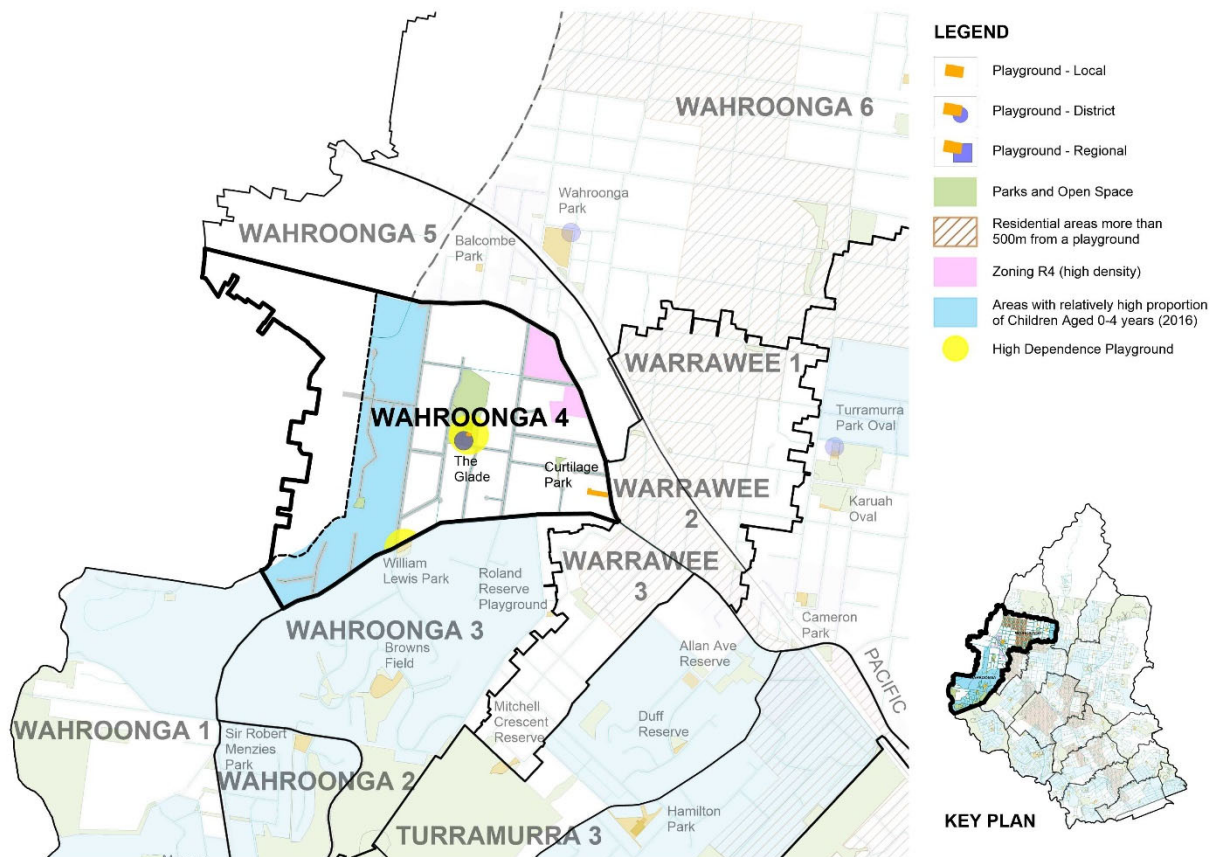 WAHROONGA 6
Wahroonga
Park
WAHROONGA 5
Balcombe
Park
WARRAWEE 1
WAHROONGA 4
The
Glade
Curtilage
Park
Turramurra
Park Oval
Karuah
Oval
WARRAWEE
2
WARRAWEE
3
William
Lewis Park
Roland
Reserve
Playground
WAHROONGA 3
Browns
Field
Cameron
Park
Allan Ave
Reserve
PACIFIC
Mitchell
Crescent
Reserve
Duff
Reserve
WAHROONGA 1
Sir Robert
Menzies
Park
WAHROONGA 2
Hamilton
Park
TURRAMURRA 3
LEGEND
Playground - Local
Playground - District
Playground - Regional
Parks and Open Space
Residential areas more than
500m from a playground
Zoning R4 (high density)
Areas with relatively high proportion
of Children Aged 0-4 years (2016)
High Dependence Playground
KEY PLAN